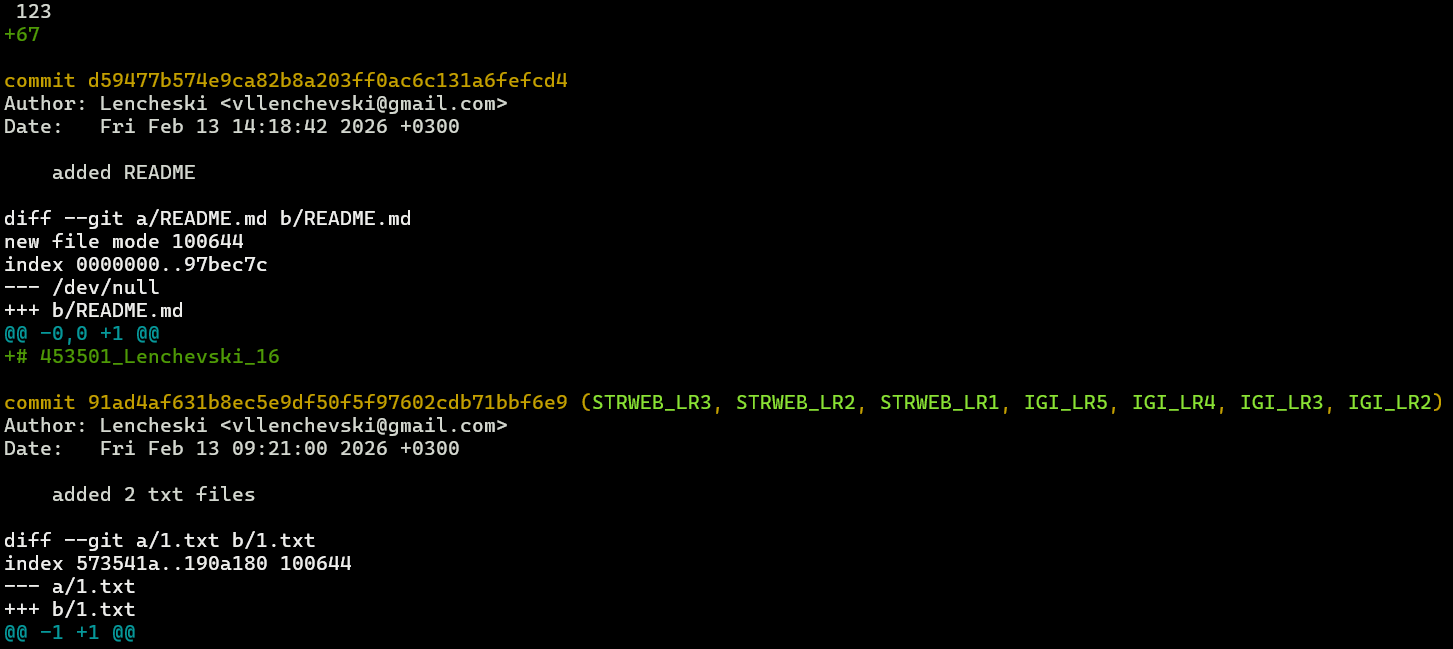 123
+67
commit d59477b574e9ca82b8a203ff0ac6c131a6fefcd4
Author: Lencheski <vllenchevski@gmail.com>
Date:   Fri Feb 13 14:18:42 2026 +0300
added README
diff --git a/README.md b/README.md
new file mode 100644
index 0000000..97bec7c
--- /dev/null
+++ b/README.md
@@ -0,0 +1 @@
+# 453501_Lenchevski_16
commit 91ad4af631b8ec5e9df50f5f97602cdb71bbf6e9 (STRWEB_LR3, STRWEB_LR2, STRWEB_LR1, IGI_LR5, IGI_LR4, IGI_LR3, IGI_LR2)
Author: Lencheski <vllenchevski@gmail.com>
Date:   Fri Feb 13 09:21:00 2026 +0300
added 2 txt files
diff --git a/1.txt b/1.txt
index 573541a..190a180 100644
--- a/1.txt
+++ b/1.txt
@@ -1 +1 @@